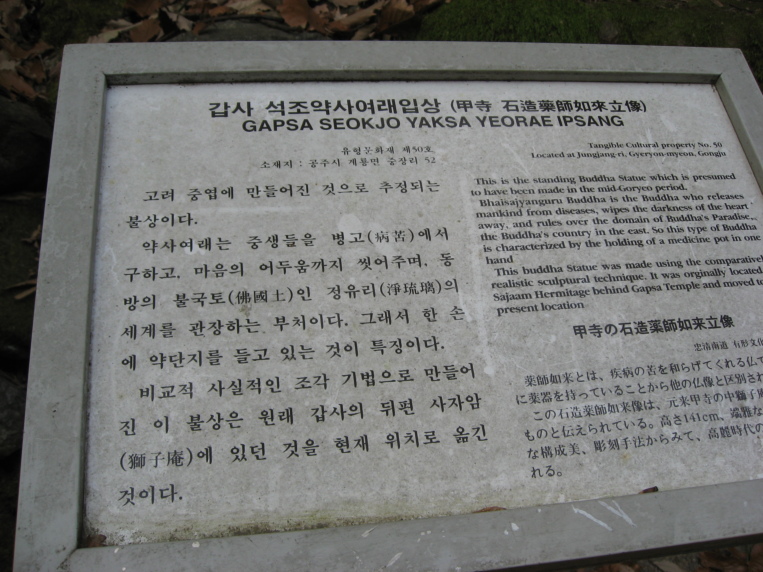 갑사 석조약사여래입상 (甲寺 石造藥師如來立像)
GAPSA SEOKJO YAKSA YEORAE IPSANG
유형문화재 제50호
소재지 : 공주시 계룡면 중장리 52
고려 중엽에 만들어진 것으로 추정되는
불상이다.
약사여래는 중생들을 병고(病苦)에서
구하고, 마음의 어두움까지 씻어주며, 동
방의 불국토(佛國土)인 정유리(淨琉璃)의
세계를 관장하는 부처이다. 그래서 한 손
에 약단지를 들고 있는 것이 특징이다.
비교적 사실적인 조각 기법으로 만들어
진 이 불상은 원래 갑사의 뒤편 사자암
(獅子庵)에 있던 것을 현재 위치로 옮긴
것이다.
Tangible Cultural property No. 50
Located at Jungjang-ri, Gyeryong-myeon, Gongju
This is the standing Buddha Statue which is presumed
to have been made in the mid-Goryeo period.
Bhaisajyanguru Buddha is the Buddha who releases
mankind from diseases, wipes the darkness of the heart
away, and rules over the domain of Buddha's Paradise,
the Buddha's country in the east. So this type of Buddha
is characterized by the holding of a medicine pot in one
hand
This buddha Statue was made using the comparatively
realistic sculptural technique. It was orginally located
Sajaam Hermitage behind Gapsa Temple and moved to
present location
甲寺の石造薬師如来立像
忠清南道 有形文化
薬師如来とは、疾病の苦を和らげてくれる仏で
に薬器を持っていることから他の仏像と区別され
この石造薬師如来像は、元来甲寺の中獅子庵
ものと伝えられている。高さ141cm、端雅な
な構成美、彫刻手法からみて、高麗時代の
れる。